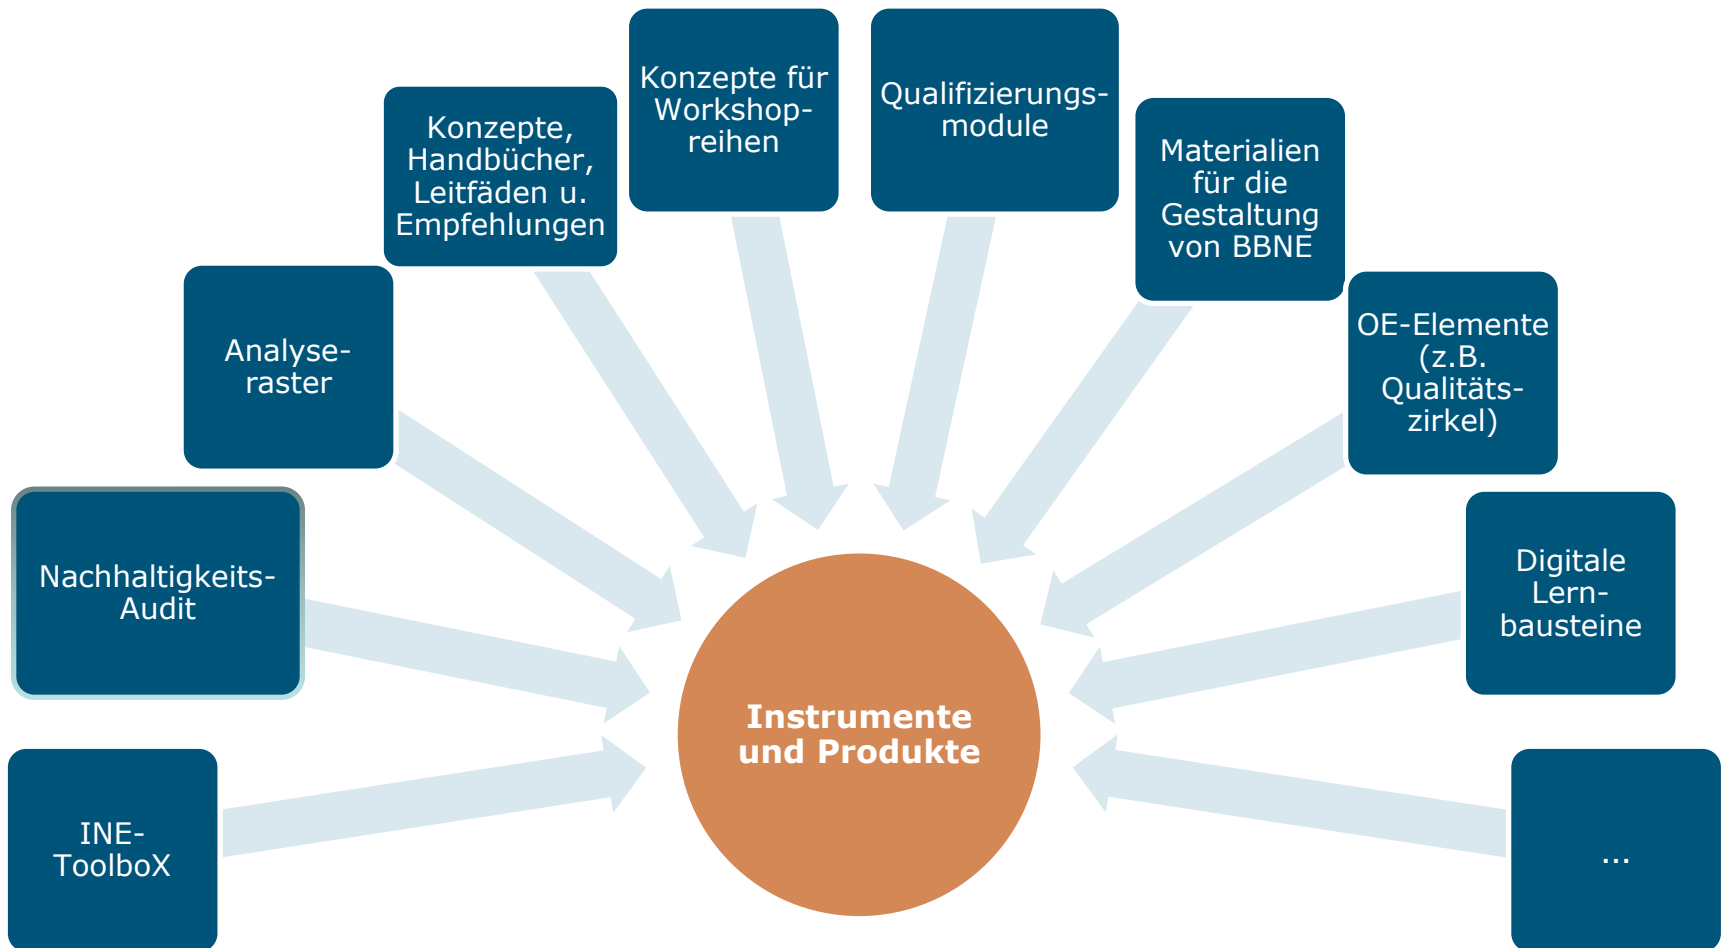 Konzepte für
Workshop-
reihen
Qualifizierungs-
module
Konzepte,
Handbücher,
Leitfäden u.
Empfehlungen
Materialien
für die
Gestaltung
von BBNE
Analyse-
raster
OE-Elemente
(z.B.
Qualitäts-
zirkel)
Nachhaltigkeits-
Audit
Digitale
Lern-
bausteine
Instrumente
und Produkte
INE-
ToolboX
...